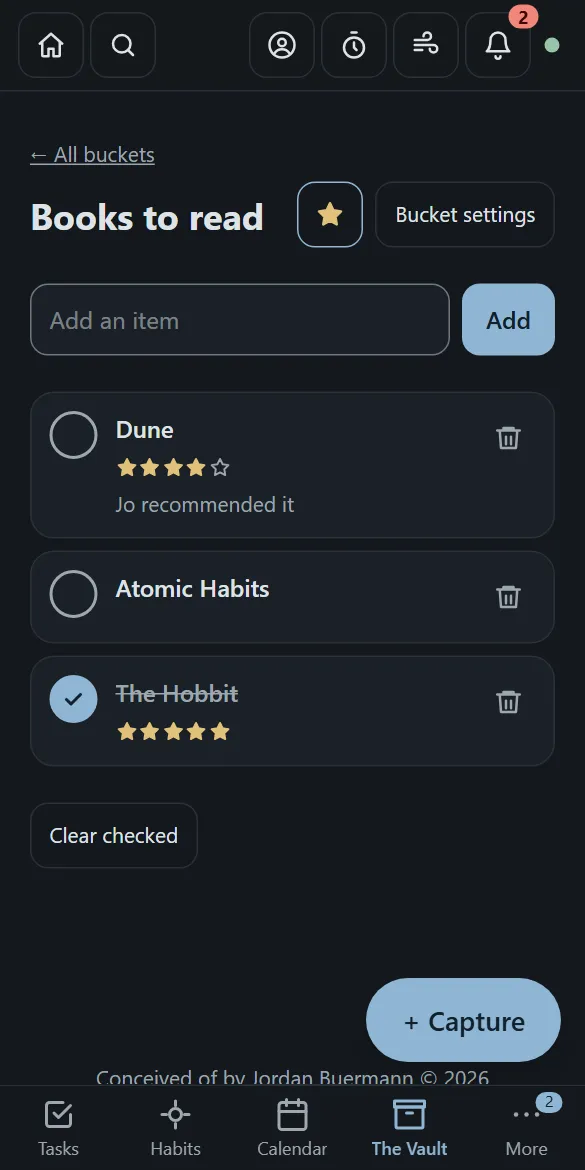 2
← All buckets
Books to read
Bucket settings
Add an item
Add
Dune
Jo recommended it
Atomic Habits
The Hobbit
Clear checked
+ Capture
Conceived of by Jordan Buermann © 2026
2
Tasks
Habits
Calendar
The Vault
More